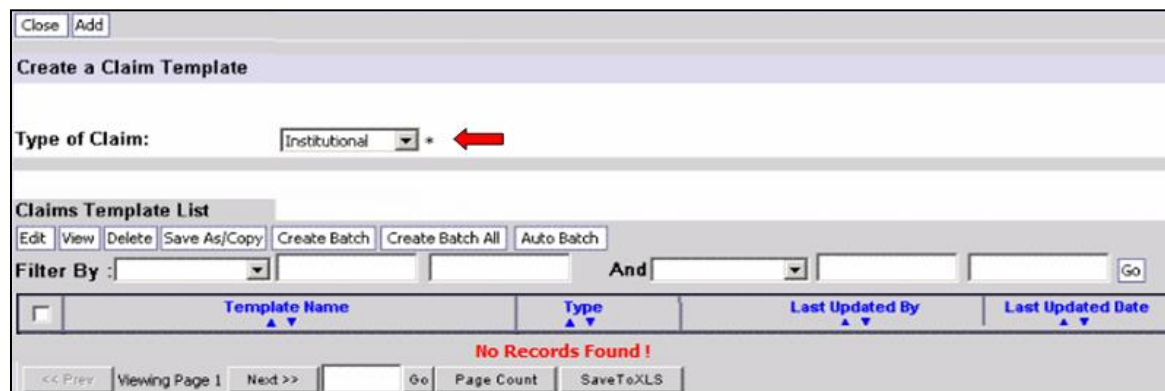 Close Add
Create a Claim Template
Type of Claim: Institutional *
Claims Template List
Edit View Delete Save As/Copy Create Batch Create Batch All Auto Batch
Filter By : And Go
Template Name Type Last Updated By Last Updated Date
No Records Found !
<< Prev Viewing Page 1 Next >> Go Page Count SaveToXLS